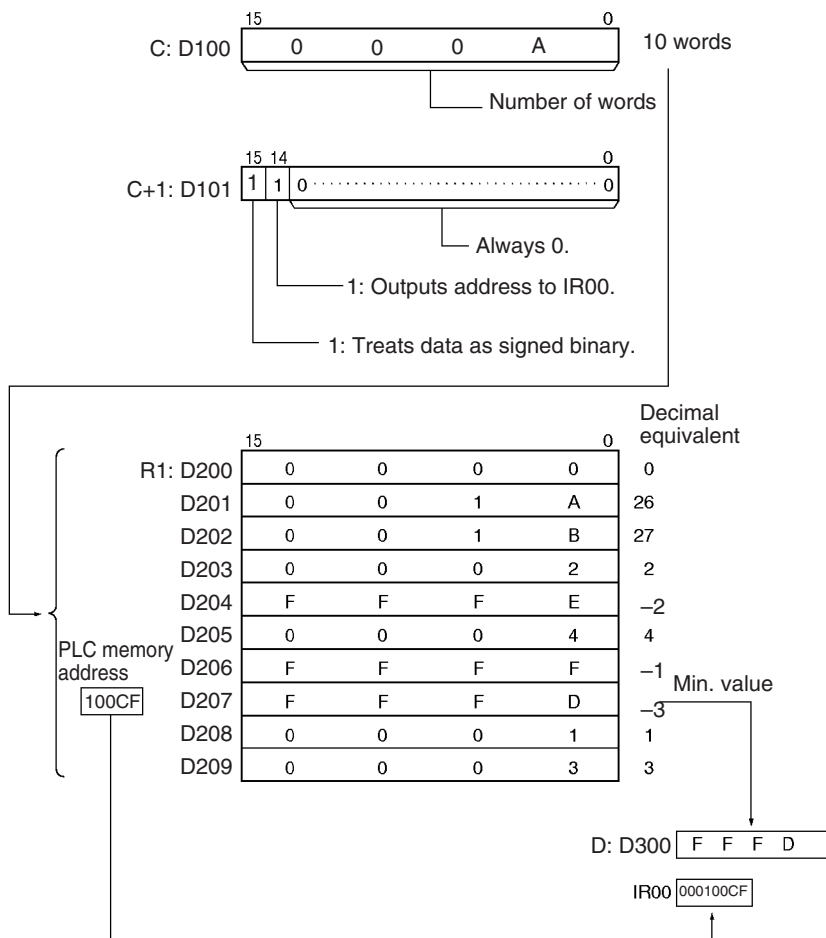 15 0
C: D100 0 0 0 A 10 words
Number of words
15 14 0
C+1: D101 1 1 0 ································ 0
Always 0.
1: Outputs address to IR00.
1: Treats data as signed binary.
Decimal
equivalent
15 0
R1: D200 0 0 0 0 0
D201 0 0 1 A 26
D202 0 0 1 B 27
D203 0 0 0 2 2
D204 F F F E –2
D205 0 0 0 4 4
PLC memory
address
D206 F F F F –1
Min. value
100CF
D207 F F F D –3
D208 0 0 0 1 1
D209 0 0 0 3 3
D: D300 F F F D
IR00 000100CF